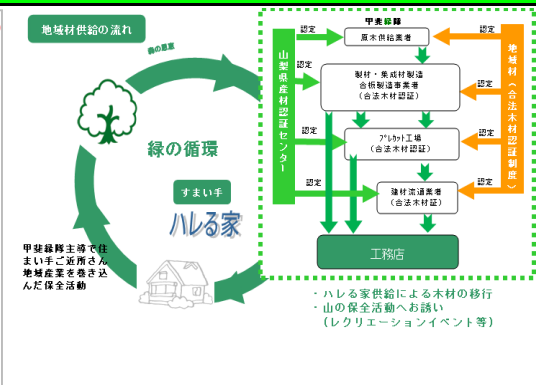 地域材供給の流れ
森の恩恵
緑の循環
すまい手
ハレる家
甲斐緑隊主導で住
まい手ご近所さん
地域産業を巻き込
んだ保全活動
甲斐緑隊
山梨県産材認証センター
認定
認定
認定
認定
原木供給業者
製材・集成材製造
合板製造事業者
(合法木材認証)
プレカット工場
(合法木材認証)
建材流通業者
(合法木材証)
工務店
認定
認定
認定
認定
地域材(合法木材認証制度)
・ハレる家供給による木材の移行
・山の保全活動へお誘い
(レクリエーションイベント等)